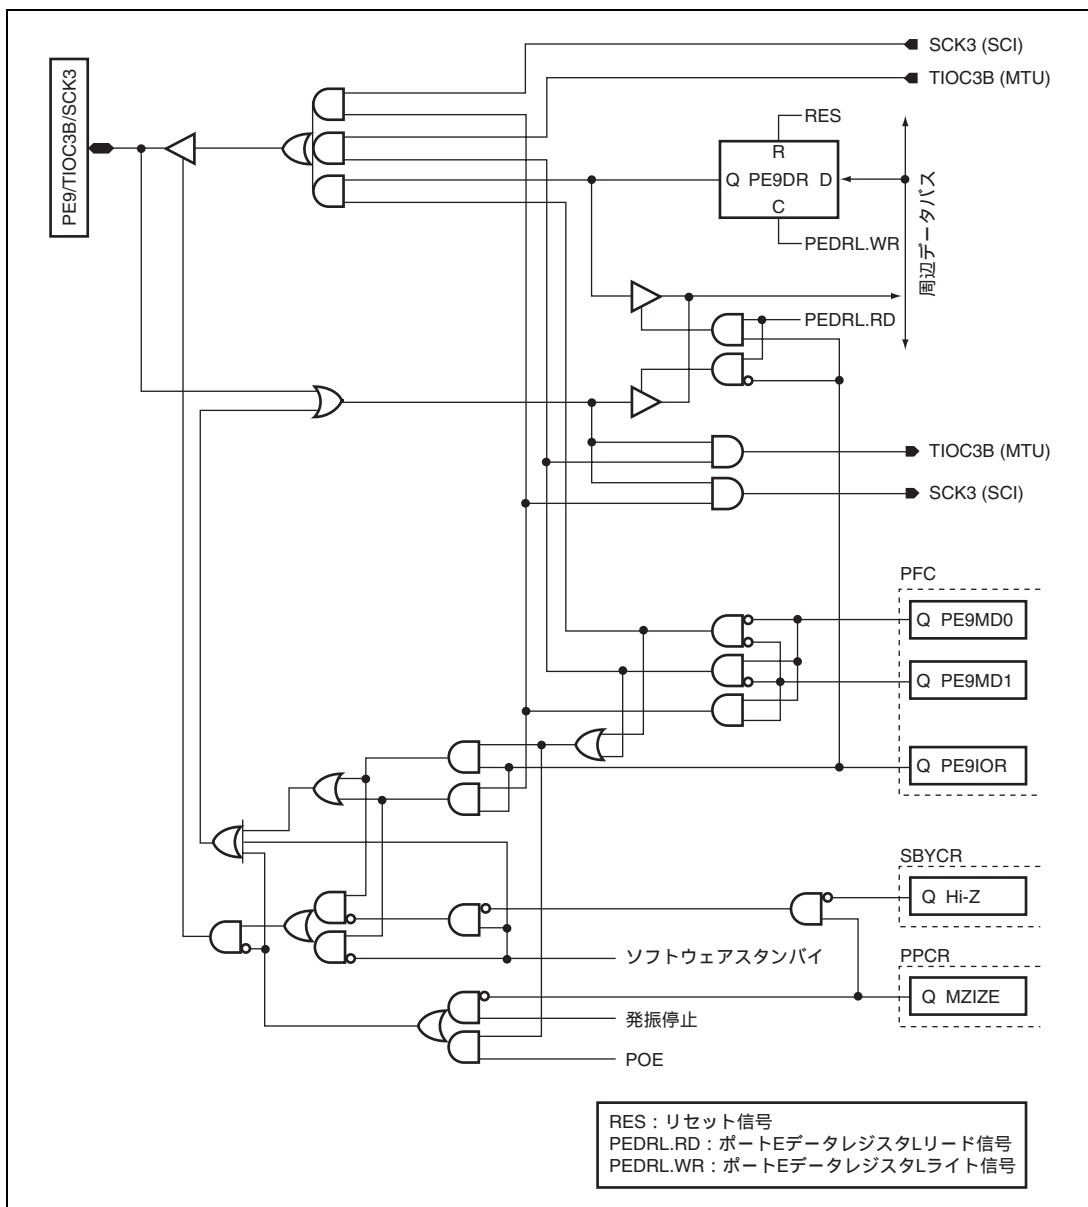 PE9/TIOC3B/SCK3
SCK3 (SCI)
TIOC3B (MTU)
RES
R
Q PE9DR D
C
PEDRL.WR
周辺データバス
PEDRL.RD
TIOC3B (MTU)
SCK3 (SCI)
PFC
Q PE9MD0
Q PE9MD1
Q PE9IOR
SBYCR
Q Hi-Z
ソフトウェアスタンバイ
PPCR
Q MZIZE
発振停止
POE
RES : リセット信号
PEDRL.RD : ポートEデータレジスタLリード信号
PEDRL.WR : ポートEデータレジスタLライト信号